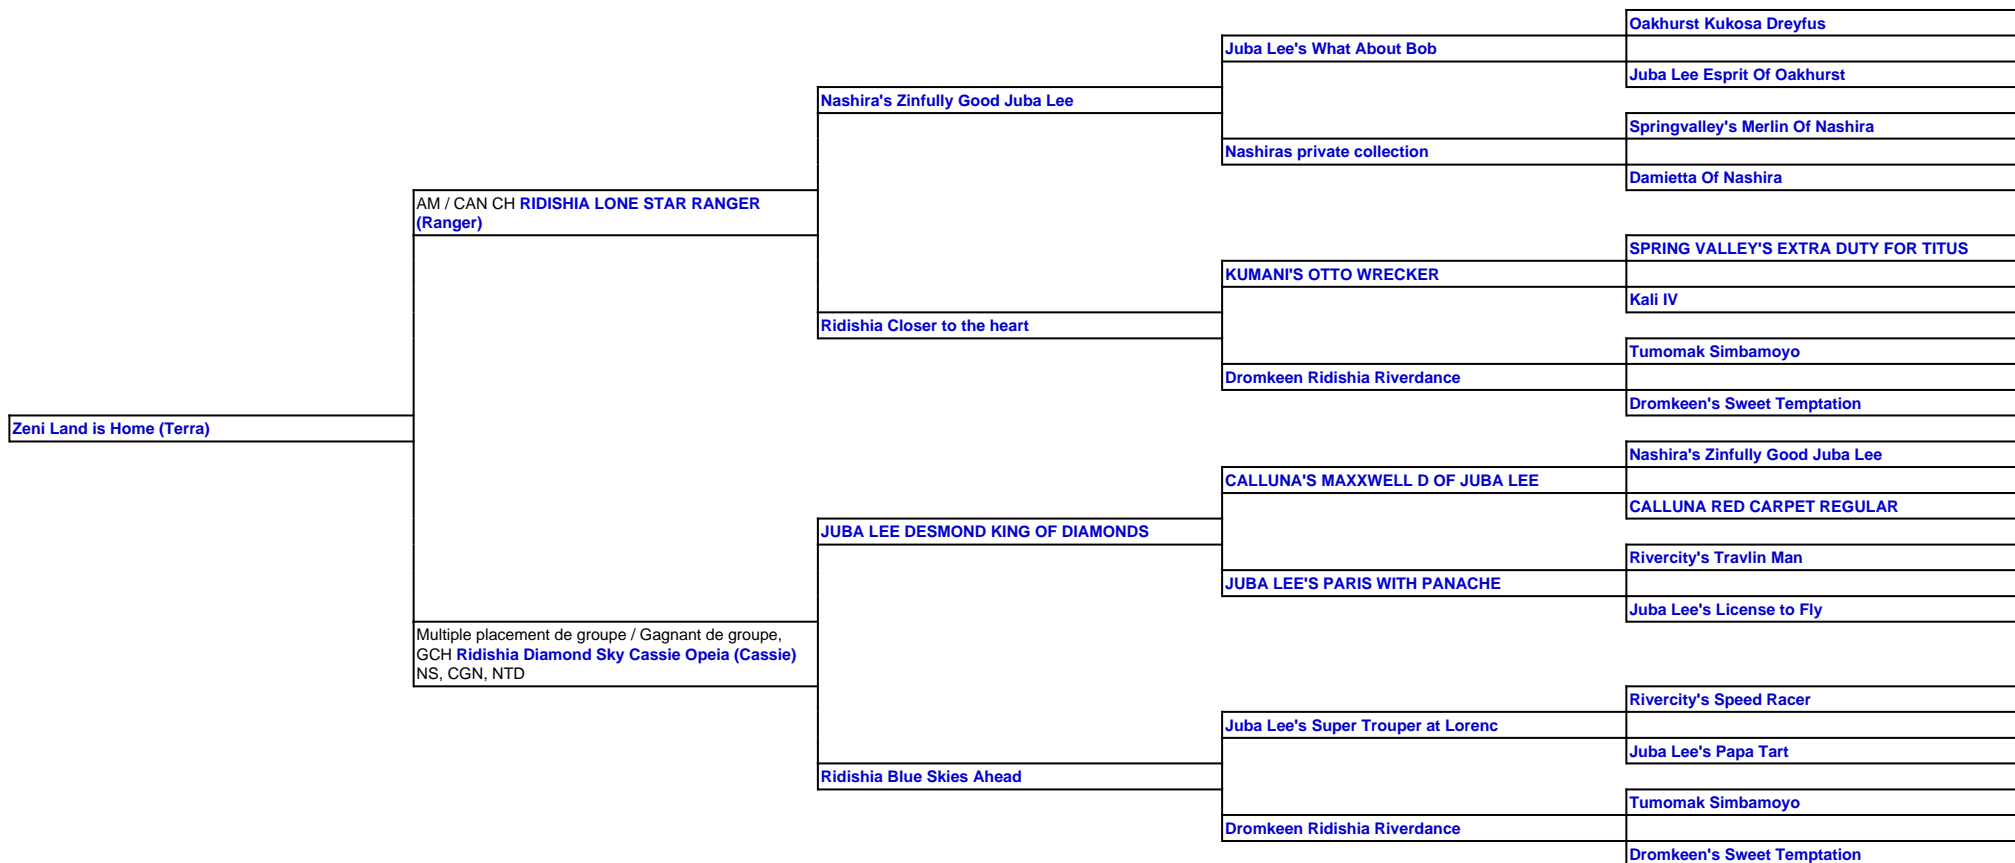 Oakhurst Kukosa Dreyfus
Juba Lee's What About Bob
Juba Lee Esprit Of Oakhurst
Nashira's Zinfully Good Juba Lee
Springvalley's Merlin Of Nashira
Nashiras private collection
Damietta Of Nashira
AM / CAN CH RIDISHIA LONE STAR RANGER
(Ranger)
SPRING VALLEY'S EXTRA DUTY FOR TITUS
KUMANI'S OTTO WRECKER
Kali IV
Ridishia Closer to the heart
Tumomak Simbamoyo
Dromkeen Ridishia Riverdance
Dromkeen's Sweet Temptation
Zeni Land is Home (Terra)
Nashira's Zinfully Good Juba Lee
CALLUNA'S MAXXWELL D OF JUBA LEE
CALLUNA RED CARPET REGULAR
JUBA LEE DESMOND KING OF DIAMONDS
Rivercity's Travlin Man
JUBA LEE'S PARIS WITH PANACHE
Juba Lee's License to Fly
Multiple placement de groupe / Gagnant de groupe,
GCH Ridishia Diamond Sky Cassie Opeia (Cassie)
NS, CGN, NTD
Rivercity's Speed Racer
Juba Lee's Super Trouper at Lorenc
Juba Lee's Papa Tart
Ridishia Blue Skies Ahead
Tumomak Simbamoyo
Dromkeen Ridishia Riverdance
Dromkeen's Sweet Temptation